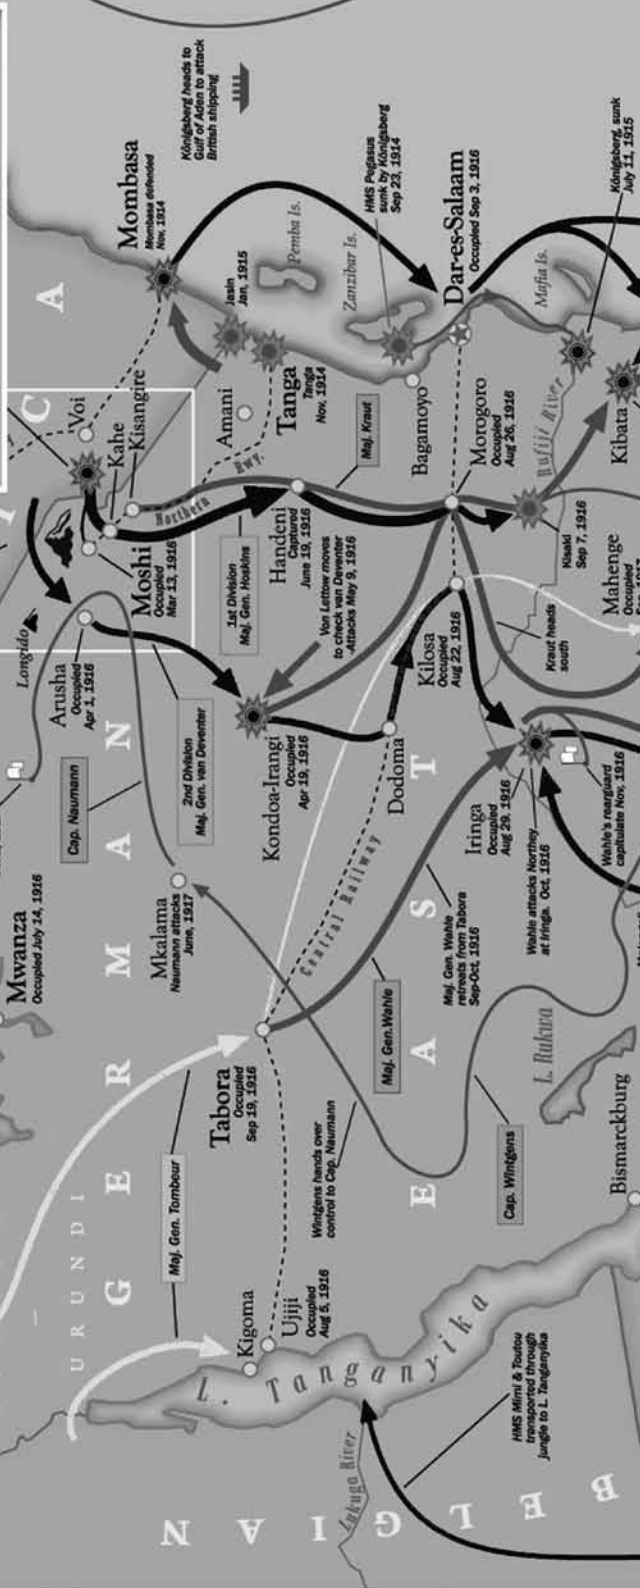 Königsberg heads to
Gulf of Aden to attack
British shipping
Mombasa
Mombasa defended
Nov, 1914
HMS Pegasus
sunk by Königsberg
Sep 23, 1914
Königsberg, sunk
July 11, 1915
Pemba Is.
Zanzibar Is.
Dar-es-Salaam
Occupied Sep 3, 1916
Mafia Is.
Jasin
Jan, 1915
A
C
Voi
Kahe
Kisangire
Amani
Tanga
Tanga
Nov, 1914
Maj. Kraut
Bagamoyo
Morogoro
Occupied
Aug 26, 1916
Rufiji River
Kibata
Northern
Rwy.
Moshi
Occupied
Mar 13, 1916
1st Division
Maj. Gen. Hoskins
Handeni
Captured
June 19, 1916
Von Lettow moves
to check van Deventer
-Attacks May 9, 1916
Kisaki
Sep 7, 1916
Mahenge
Occupied
Longido
Arusha
Occupied
Apr 1, 1916
Kilosa
Occupied
Aug 22, 1916
Kraut heads
south
2nd Division
Maj. Gen. van Deventer
Cap. Naumann
Kondoa-Irangi
Occupied
Apr 19, 1916
Dodoma
Iringa
Occupied
Aug 29. 1916
Wahle's rearguard
capitulate Nov, 1916
Wahle attacks Northey
at Iringa. Oct, 1916
Mwanza
Occupied July 14, 1916
Mkalama
Naumann attacks
June, 1917
Central Railway
Maj. Gen. Wahle
retreats from Tabora
Sep-Oct, 1916
Maj. Gen.Wahle
GERMAN
EAST
Tabora
Occupied
Sep 19, 1916
L. Rukwa
Wintgens hands over
control to Cap. Naumann
Cap. Wintgens
Bismarckburg
Maj. Gen. Tombeur
URUNDI
Kigoma
Ujiji
Occupied
Aug 5, 1916
L. Tanganyika
HMS Mimi & Toutou
transported through
jungle to L. Tanganyika
Lukuga River
BELGIAN